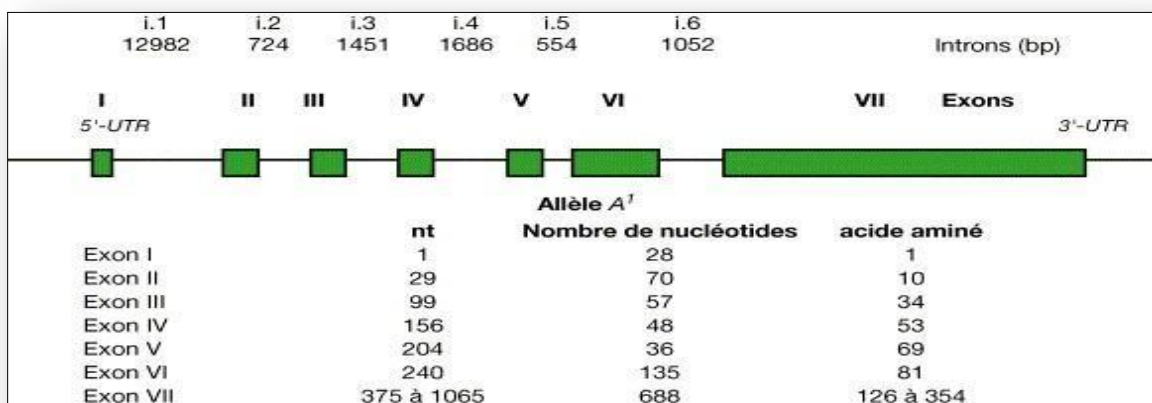 i.1 i.2 i.3 i.4 i.5 i.6
12982 724 1451 1686 554 1052 Introns (bp)
I II III IV V VI VII Exons
5'-UTR 3'-UTR
Allèle A¹
nt Nombre de nucléotides acide aminé
Exon I 1 28 1
Exon II 29 70 10
Exon III 99 57 34
Exon IV 156 48 53
Exon V 204 36 69
Exon VI 240 135 81
Exon VII 375 à 1065 688 126 à 354